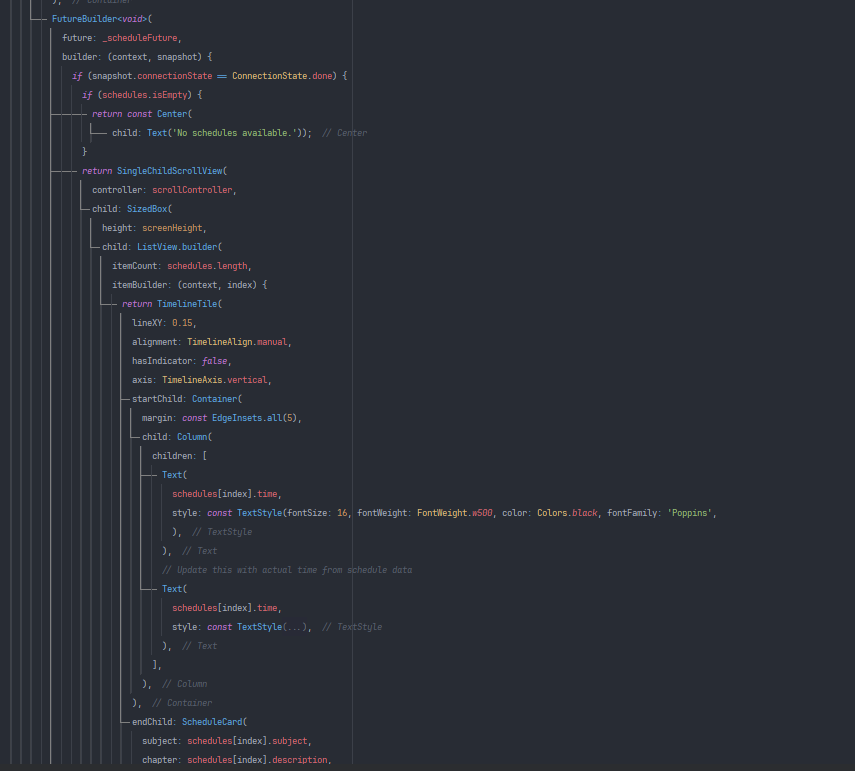 ), // Container
FutureBuilder<void>(
future: _scheduleFuture,
builder: (context, snapshot) {
if (snapshot.connectionState == ConnectionState.done) {
if (schedules.isEmpty) {
return const Center(
child: Text('No schedules available.')); // Center
}
return SingleChildScrollView(
controller: scrollController,
child: SizedBox(
height: screenHeight,
child: ListView.builder(
itemCount: schedules.length,
itemBuilder: (context, index) {
return TimelineTile(
lineXY: 0.15,
alignment: TimelineAlign.manual,
hasIndicator: false,
axis: TimelineAxis.vertical,
startChild: Container(
margin: const EdgeInsets.all(5),
child: Column(
children: [
Text(
schedules[index].time,
style: const TextStyle(fontSize: 16, fontWeight: FontWeight.w500, color: Colors.black, fontFamily: 'Poppins',
), // TextStyle
), // Text
// Update this with actual time from schedule data
Text(
schedules[index].time,
style: const TextStyle(...), // TextStyle
), // Text
],
), // Column
), // Container
endChild: ScheduleCard(
subject: schedules[index].subject,
chapter: schedules[index].description,